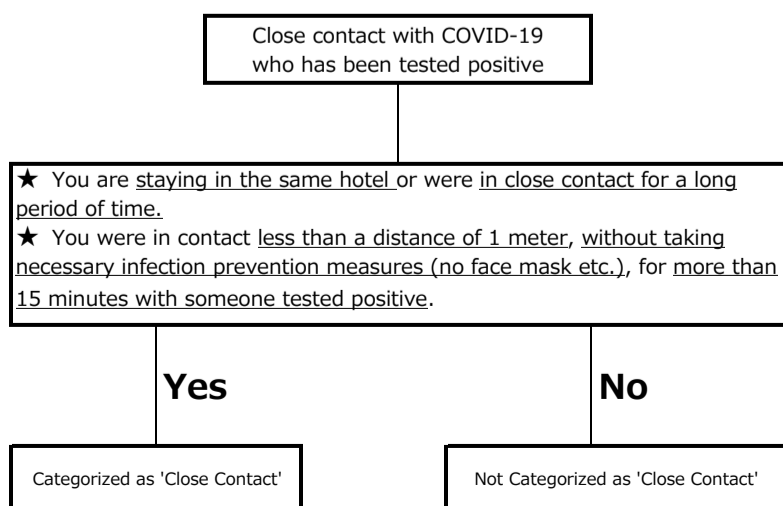 Close contact with COVID-19
who has been tested positive
★ You are staying in the same hotel or were in close contact for a long
period of time.
★ You were in contact less than a distance of 1 meter, without taking
necessary infection prevention measures (no face mask etc.), for more than
15 minutes with someone tested positive.
Yes
No
Categorized as 'Close Contact'
Not Categorized as 'Close Contact'